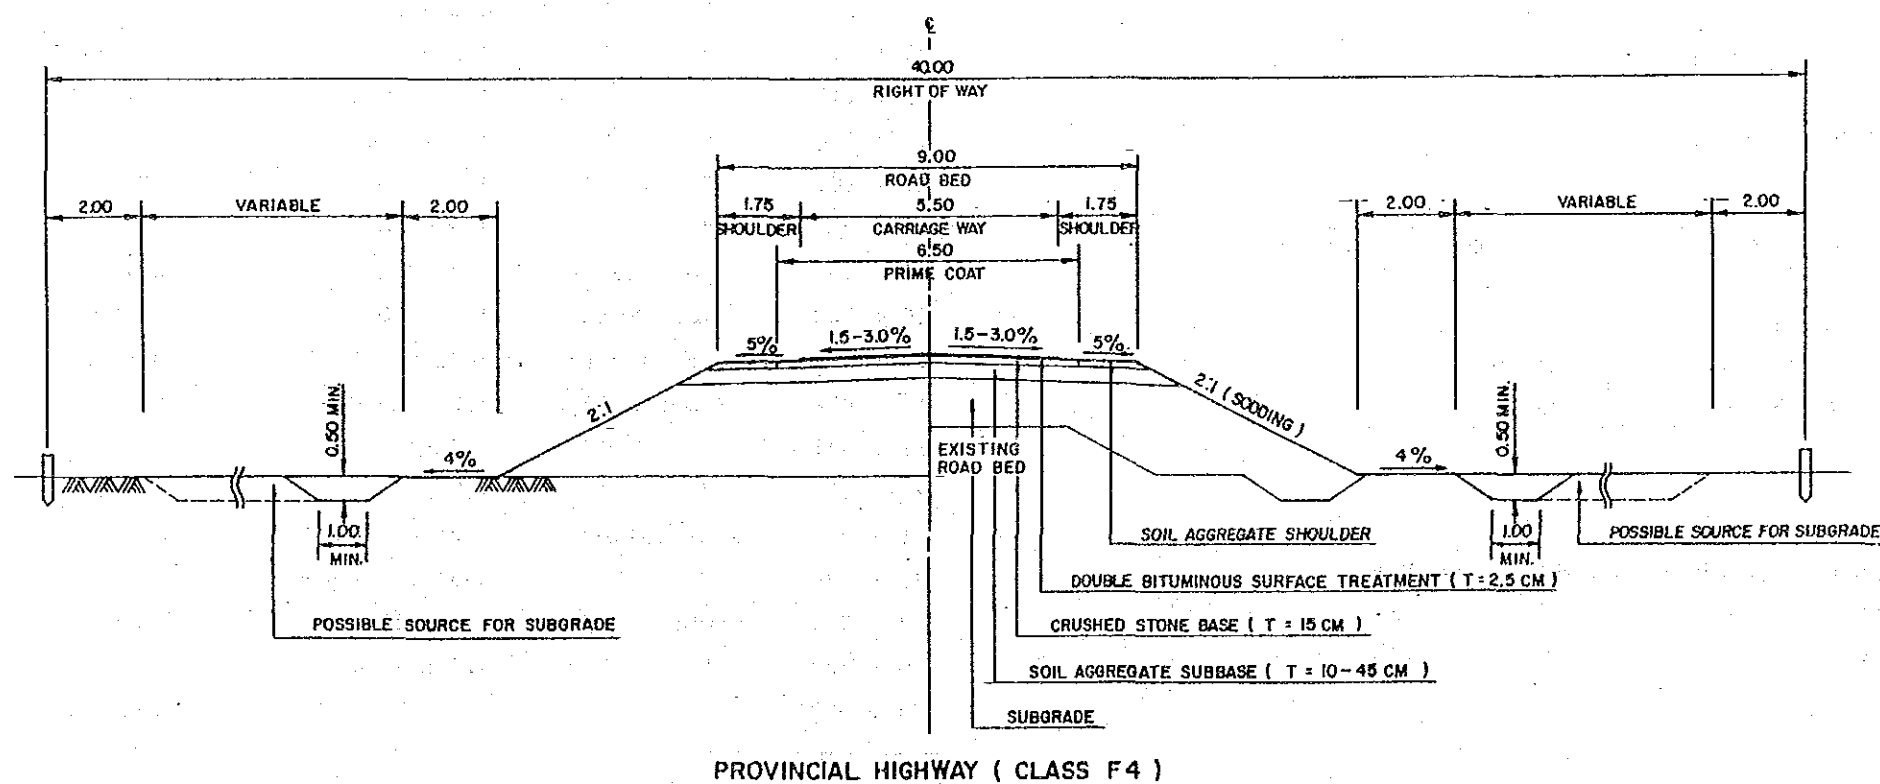 ℄
40.00
RIGHT OF WAY
9.00
ROAD BED
2.00 VARIABLE 2.00 1.75 5.50 1.75 2.00 VARIABLE 2.00
SHOULDER CARRIAGE WAY SHOULDER
6.50
PRIME COAT
5% 1.5-3.0% 1.5-3.0% 5%
2:1 2:1 ( SODDING )
0.50 MIN. 0.50 MIN.
4% EXISTING 4%
ROAD BED
1.00 1.00
MIN. MIN.
SOIL AGGREGATE SHOULDER
POSSIBLE SOURCE FOR SUBGRADE
DOUBLE BITUMINOUS SURFACE TREATMENT ( T = 2.5 CM )
POSSIBLE SOURCE FOR SUBGRADE
CRUSHED STONE BASE ( T = 15 CM )
SOIL AGGREGATE SUBBASE ( T = 10-45 CM )
SUBGRADE
PROVINCIAL HIGHWAY ( CLASS F4 )